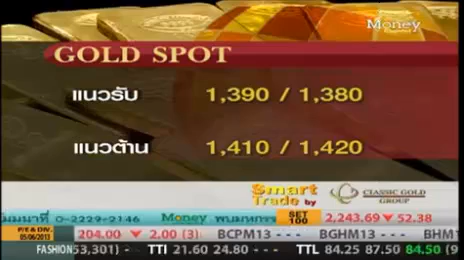 Money
GOLD SPOT
แนวรับ 1,390 / 1,380
แนวต้าน 1,410 / 1,420
Smart Trade by
CLASSIC GOLD GROUP
0-2229-2146 Money SET 100 2,243.69▼ 52.38
P/E & DIV. 05/06/2013 204.00 ▼ 2.00 (3) BCPM13 - -- BGHM13 - -- BHM1
FASHION 53,301) - -- TTI 21.60 24.80 - -- TTL 84.25 87.50 84.50